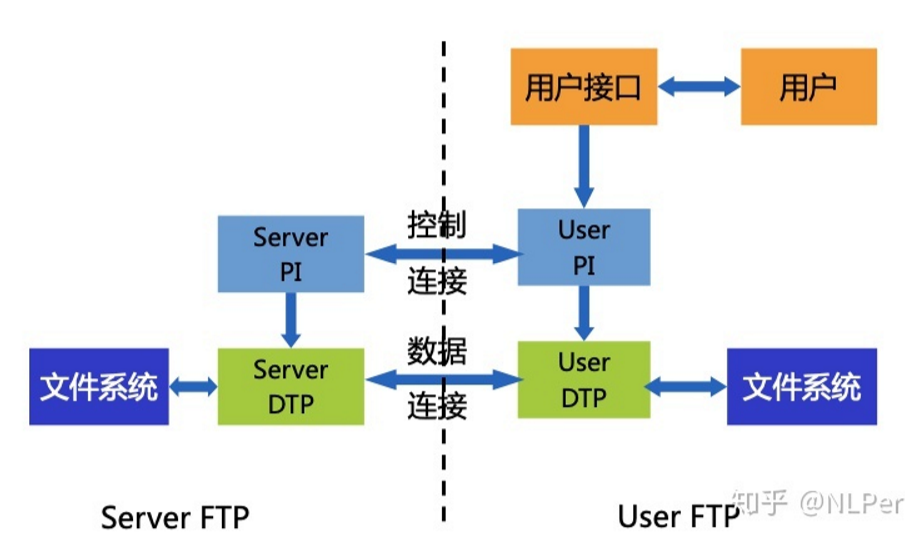 用户接口
用户
控制
Server
PI
User
PI
连接
数据
文件系统
Server
DTP
User
DTP
文件系统
连接
Server FTP
User FTP
知乎 @NLPer